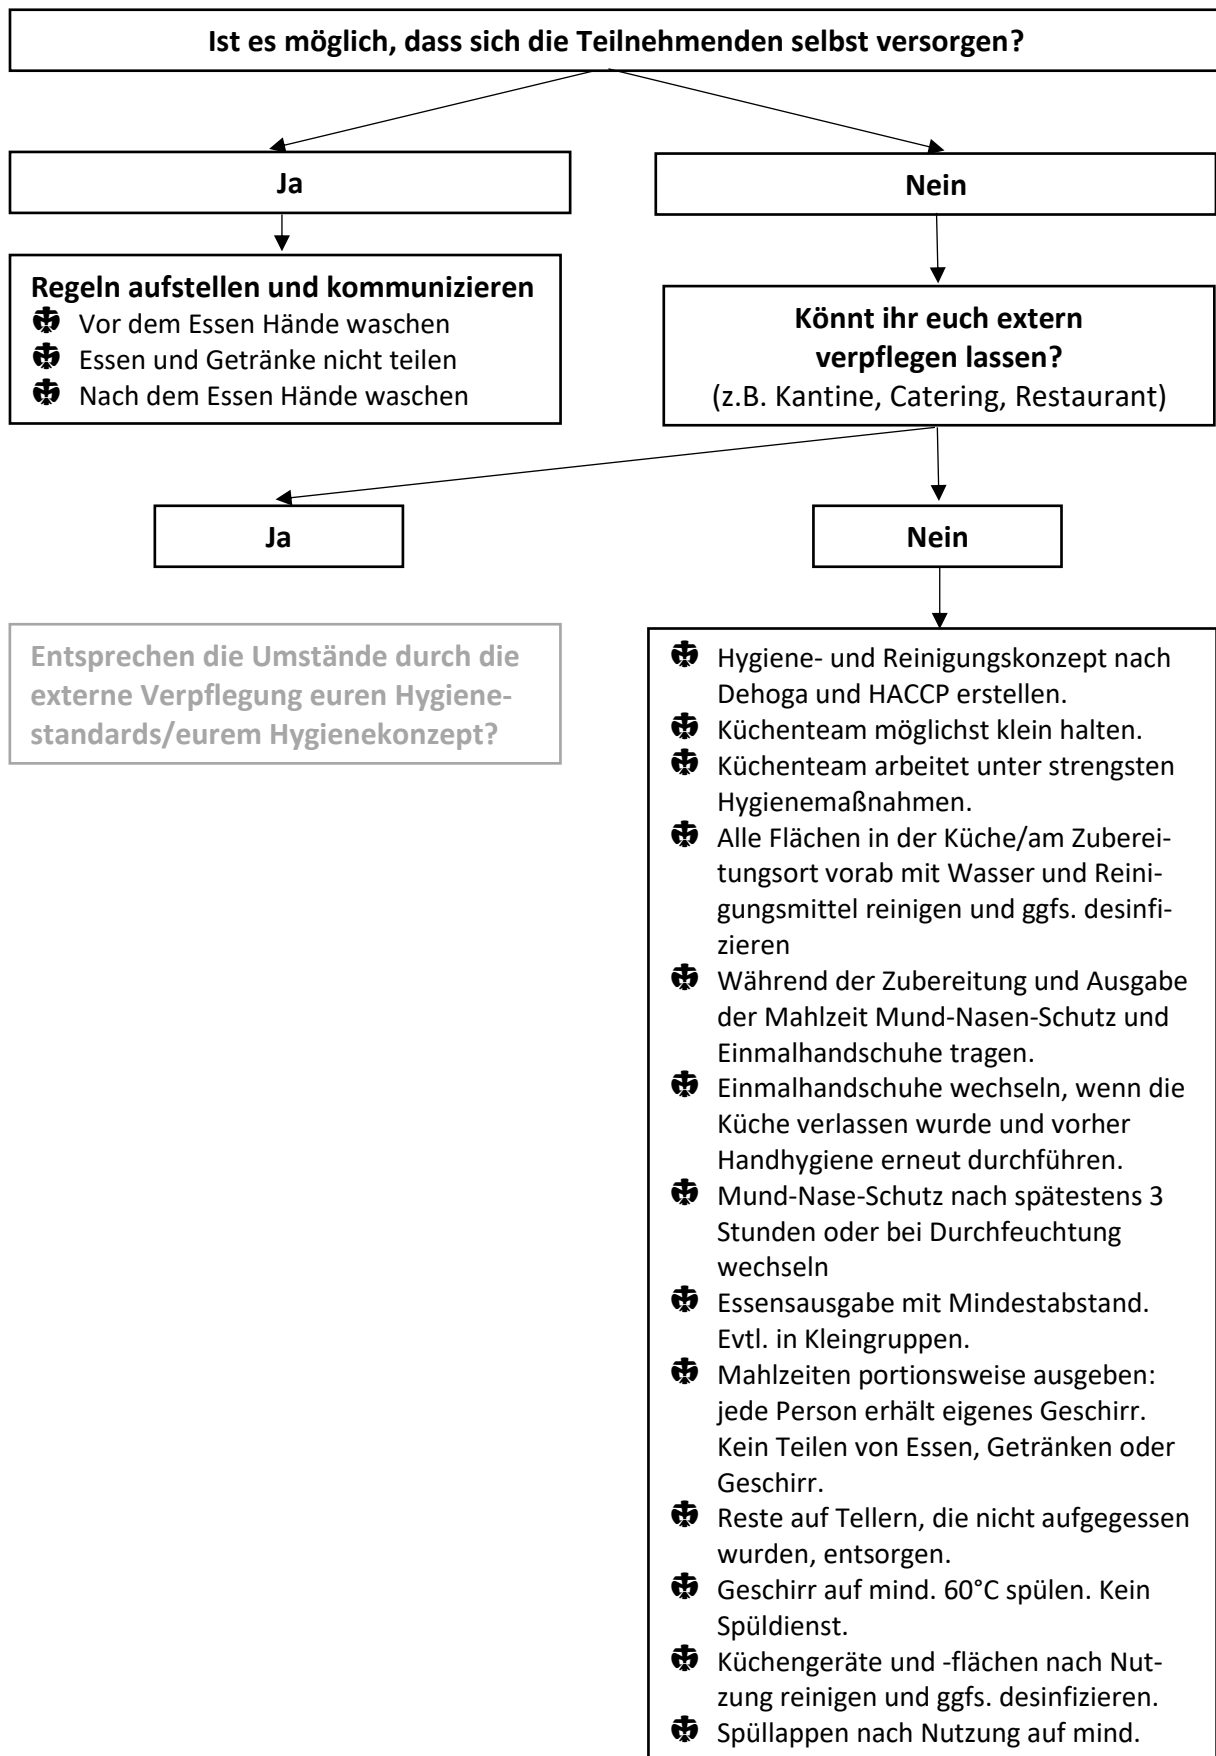 Ist es möglich, dass sich die Teilnehmenden selbst versorgen?
Ja
Nein
Regeln aufstellen und kommunizieren
Vor dem Essen Hände waschen
Essen und Getränke nicht teilen
Nach dem Essen Hände waschen
Könnt ihr euch extern
verpflegen lassen?
(z.B. Kantine, Catering, Restaurant)
Ja
Nein
Entsprechen die Umstände durch die
externe Verpflegung euren Hygiene-
standards/eurem Hygienekonzept?
Hygiene- und Reinigungskonzept nach
Dehoga und HACCP erstellen.
Küchenteam möglichst klein halten.
Küchenteam arbeitet unter strengsten
Hygienemaßnahmen.
Alle Flächen in der Küche/am Zuberei-
tungsort vorab mit Wasser und Reini-
gungsmittel reinigen und ggfs. desinfi-
zieren
Während der Zubereitung und Ausgabe
der Mahlzeit Mund-Nasen-Schutz und
Einmalhandschuhe tragen.
Einmalhandschuhe wechseln, wenn die
Küche verlassen wurde und vorher
Handhygiene erneut durchführen.
Mund-Nase-Schutz nach spätestens 3
Stunden oder bei Durchfeuchtung
wechseln
Essensausgabe mit Mindestabstand.
Evtl. in Kleingruppen.
Mahlzeiten portionsweise ausgeben:
jede Person erhält eigenes Geschirr.
Kein Teilen von Essen, Getränken oder
Geschirr.
Reste auf Tellern, die nicht aufgegessen
wurden, entsorgen.
Geschirr auf mind. 60°C spülen. Kein
Spüldienst.
Küchengeräte und -flächen nach Nut-
zung reinigen und ggfs. desinfizieren.
Spüllappen nach Nutzung auf mind.